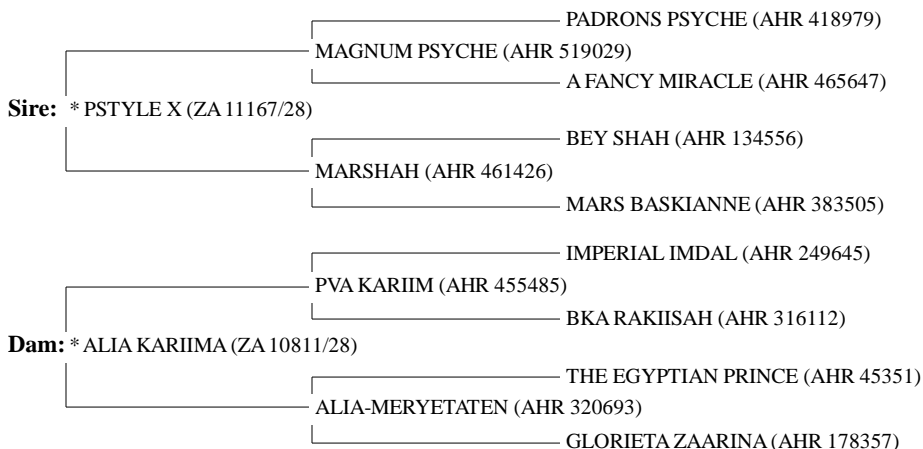 PADRONS PSYCHE (AHR 418979)
MAGNUM PSYCHE (AHR 519029)
A FANCY MIRACLE (AHR 465647)
Sire: * PSTYLE X (ZA 11167/28)
BEY SHAH (AHR 134556)
MARSHAH (AHR 461426)
MARS BASKIANNE (AHR 383505)
IMPERIAL IMDAL (AHR 249645)
PVA KARIIM (AHR 455485)
BKA RAKIISAH (AHR 316112)
Dam: * ALIA KARIIMA (ZA 10811/28)
THE EGYPTIAN PRINCE (AHR 45351)
ALIA-MERYETATEN (AHR 320693)
GLORIETA ZAARINA (AHR 178357)